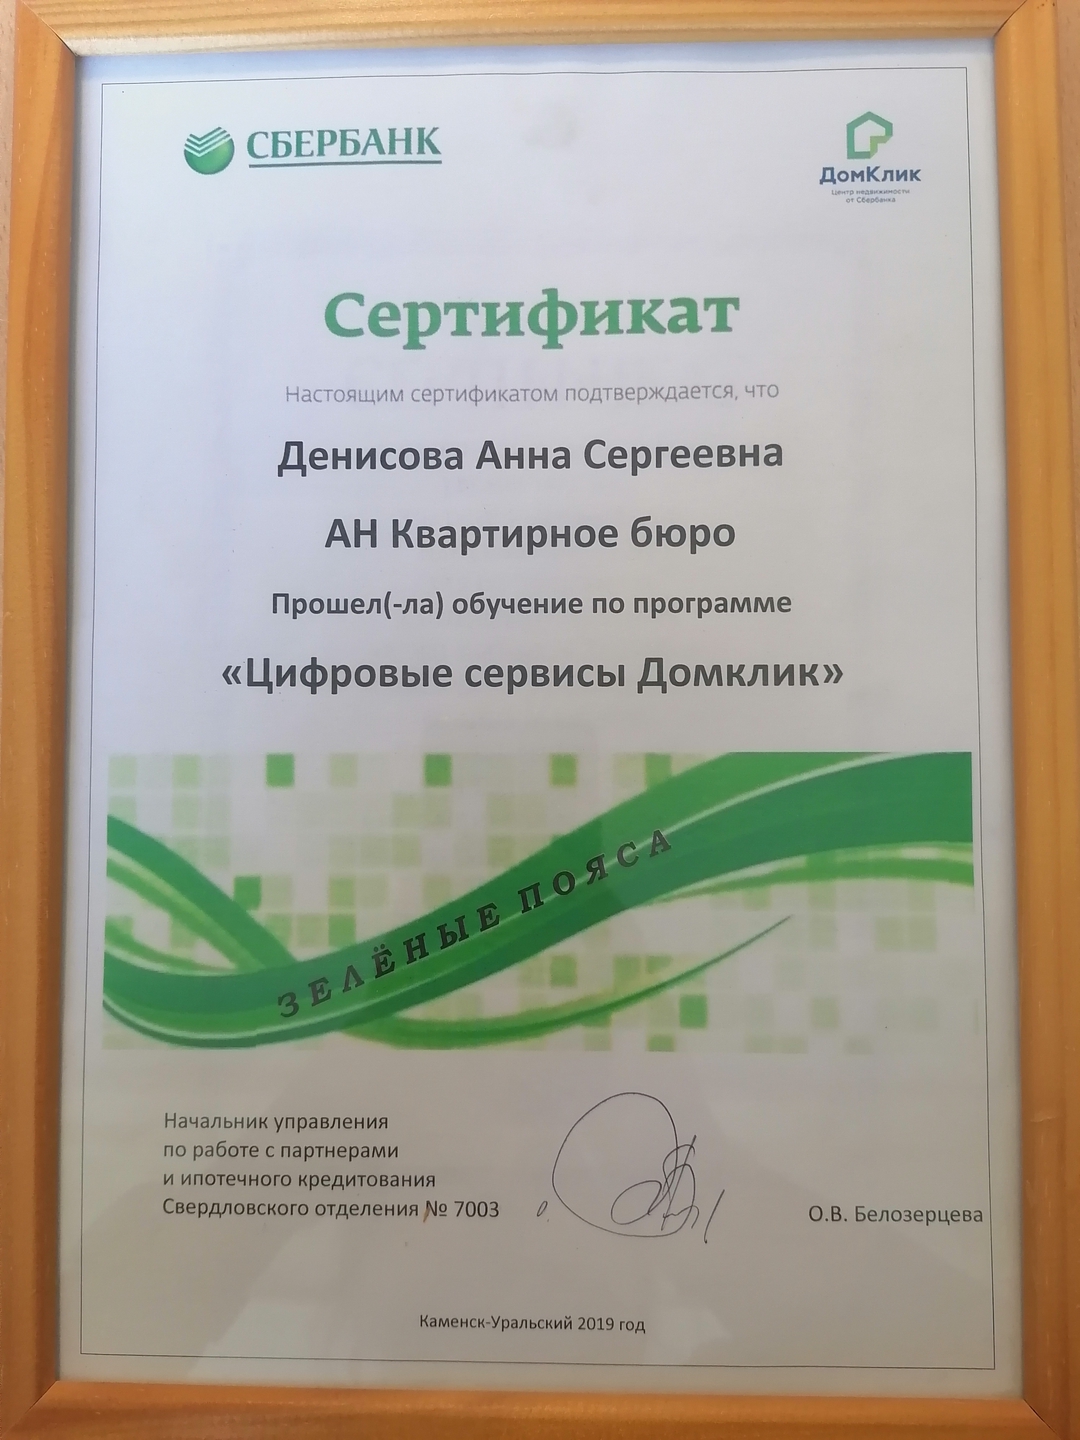 СБЕРБАНК
ДомКлик
Центр недвижимости
от Сбербанка
Сертификат
Настоящим сертификатом подтверждается, что
Денисова Анна Сергеевна
АН Квартирное бюро
Прошел(-ла) обучение по программе
«Цифровые сервисы Домклик»
ЗЕЛЁНЫЕ ПОЯСА
Начальник управления
по работе с партнерами
и ипотечного кредитования
Свердловского отделения № 7003
О.В. Белозерцева
Каменск-Уральский 2019 год